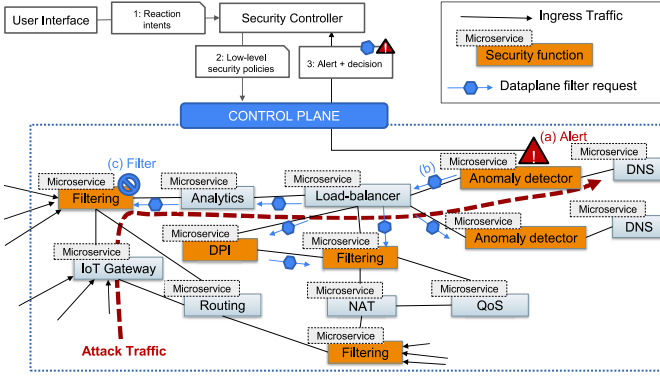 User Interface
1: Reaction
intents
Security Controller
2: Low-level
security policies
3: Alert + decision
CONTROL PLANE
Ingress Traffic
Microservice
Security function
Microservice
Dataplane filter request
(a) Alert
(c) Filter
(b)
Microservice
Filtering
Microservice
Analytics
Microservice
Load-balancer
Microservice
Anomaly detector
Microservice
DNS
Microservice
DPI
Microservice
Filtering
Microservice
Anomaly detector
Microservice
DNS
Microservice
IoT Gateway
Microservice
Routing
Microservice
NAT
Microservice
QoS
Microservice
Filtering
Attack Traffic